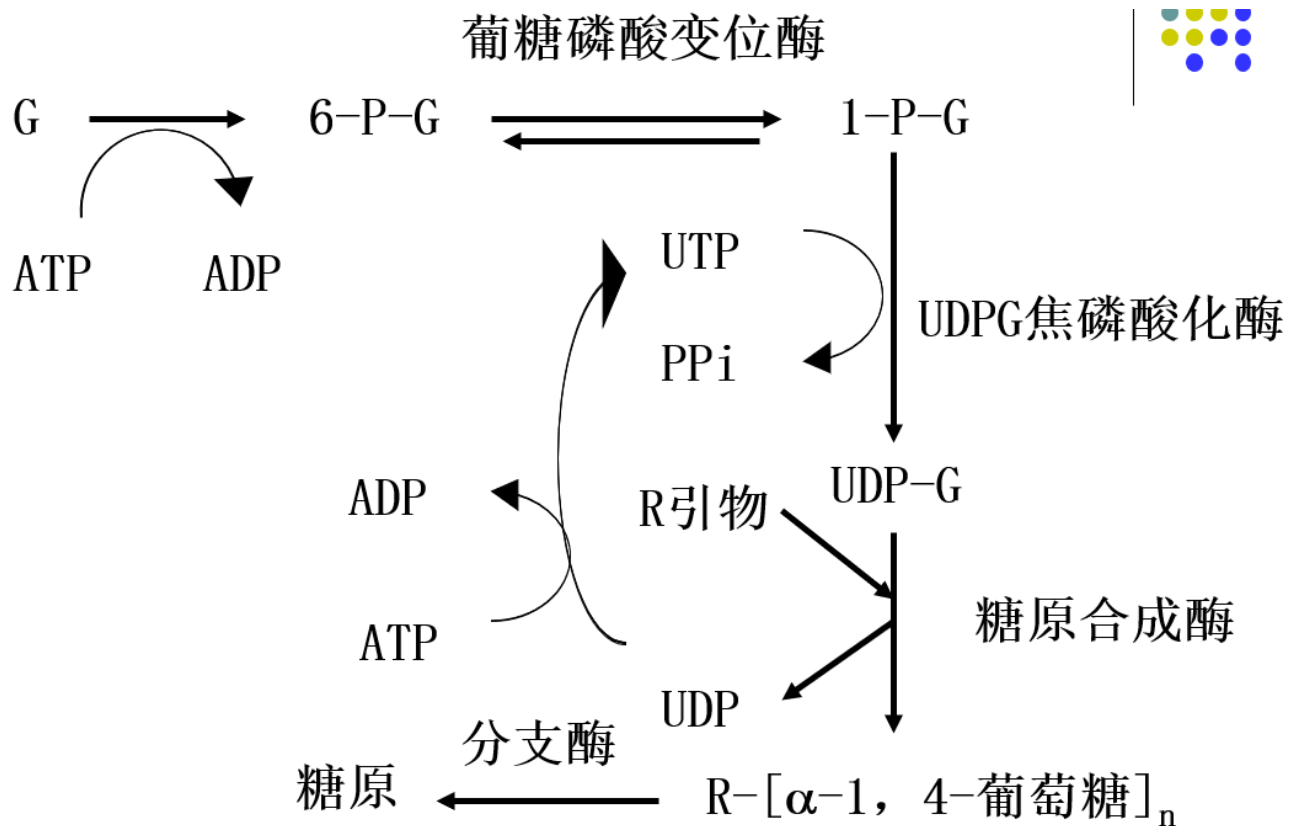 葡糖磷酸变位酶
G 6-P-G 1-P-G
ATP ADP
UTP
UDPG焦磷酸化酶
PPi
ADP R引物 UDP-G
ATP 糖原合成酶
UDP
分支酶
糖原 R-[α-1, 4-葡萄糖]n